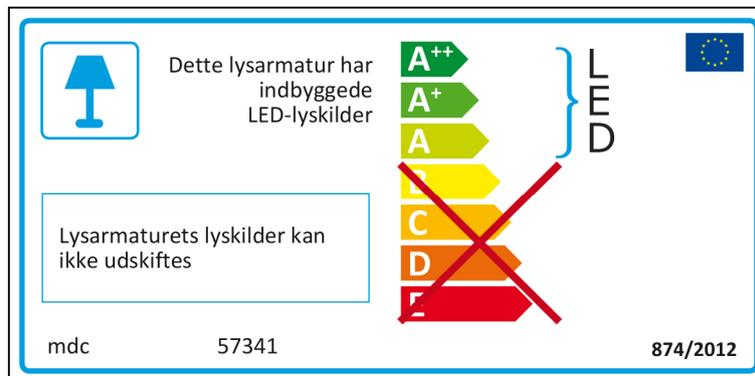 Dette lysarmatur har
indbyggede
LED-lyskilder
A++
A+
A
B
C
D
E
L
E
D
Lysarmaturets lyskilder kan
ikke udskiftes
mdc 57341
874/2012